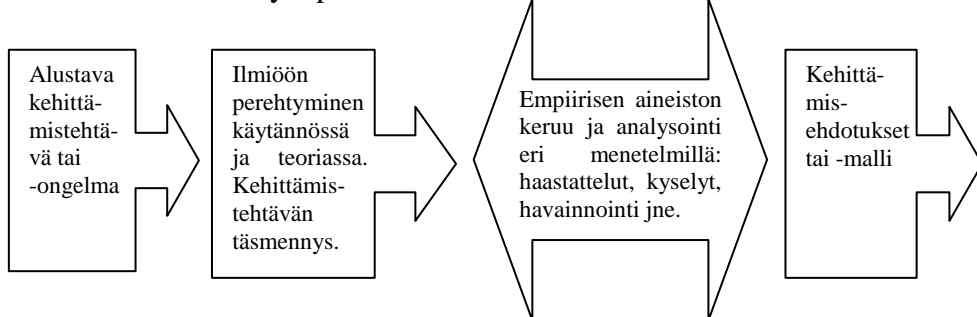 Alustava
kehittä-
mistehtä-
vä tai
-ongelma
Ilmiöön
perehtyminen
käytännössä
ja teoriassa.
Kehittämis-
tehtävän
täsmennys.
Empiirisen aineiston
keruu ja analysointi
eri menetelmillä:
haastattelut, kyselyt,
havainnointi jne.
Kehittä-
mis-
ehdotukset
tai -malli